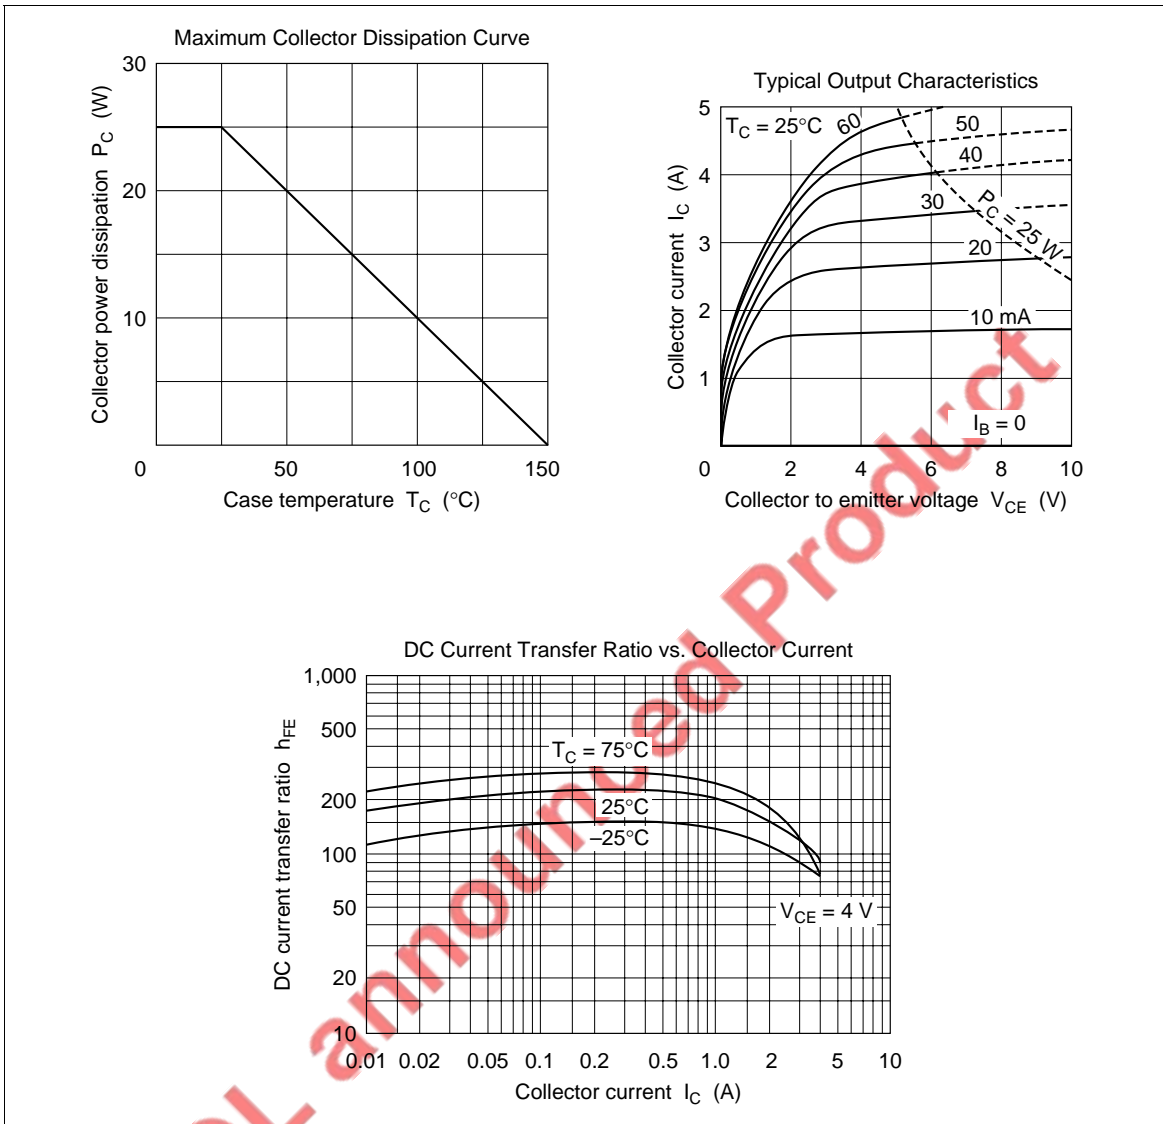 Maximum Collector Dissipation Curve
30
20
10
0
50
100
150
Collector power dissipation P_C (W)
Case temperature T_C (°C)
Typical Output Characteristics
5
4
3
2
1
0
2
4
6
8
10
Collector current I_C (A)
Collector to emitter voltage V_CE (V)
T_C = 25°C
60
50
40
30
20
10 mA
I_B = 0
P_C = 25 W
DC Current Transfer Ratio vs. Collector Current
1,000
500
200
100
50
20
10
0.01
0.02
0.05
0.1
0.2
0.5
1.0
2
5
10
DC current transfer ratio h_FE
Collector current I_C (A)
T_C = 75°C
25°C
–25°C
V_CE = 4 V
OL announced Product